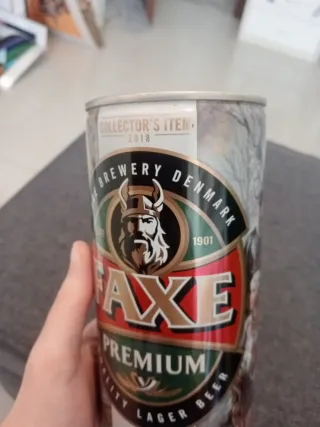 COLLECTOR'S ITEM
2018
BREWERY DENMARK
1901
FAXE
PREMIUM
LAGER BEER